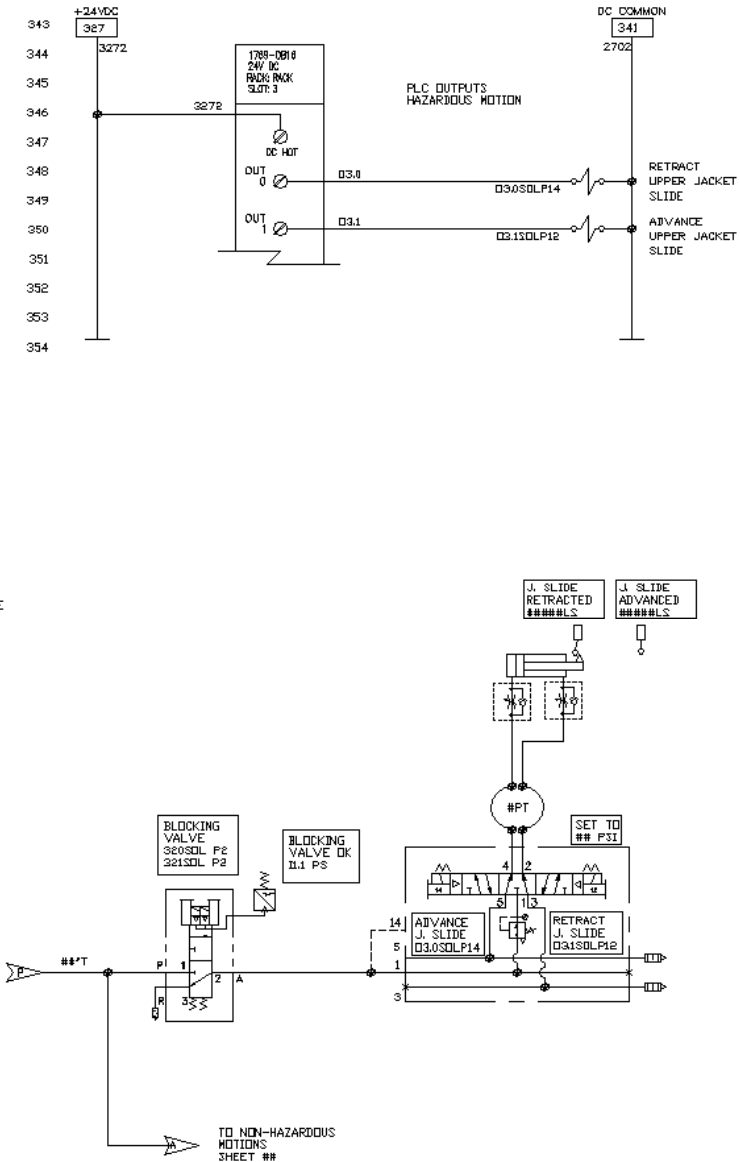 +24VDC
DC COMMON
343
327
341
3272
2702
344
1769-OB16
24V DC
RACK: RACK
SLOT: 3
345
PLC OUTPUTS
HAZARDOUS MOTION
346
3272
347
DC HOT
348
OUT
0
O3.0
O3.0SOLP14
RETRACT
UPPER JACKET
SLIDE
349
350
OUT
1
O3.1
O3.1SOLP12
ADVANCE
UPPER JACKET
SLIDE
351
352
353
354
J. SLIDE
RETRACTED
#####LS
J. SLIDE
ADVANCED
#####LS
E
#PT
SET TO
## PSI
BLOCKING
VALVE
320SOL P2
321SOL P2
BLOCKING
VALVE OK
I1.1 PS
4 2
14
12
5 1 3
14
ADVANCE
J. SLIDE
O3.0SOLP14
RETRACT
J. SLIDE
O3.1SOLP12
5
1
3
P
##'T
P
1
2
A
R
3
A
TO NON-HAZARDOUS
MOTIONS
SHEET ##